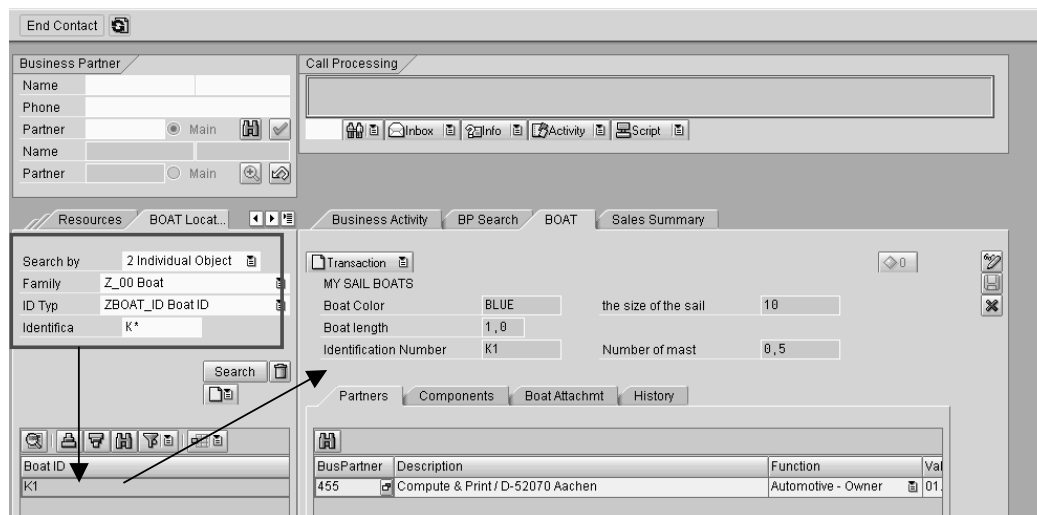 End Contact
Business Partner
Name
Phone
Partner Main
Name
Partner Main
Call Processing
Inbox Info Activity Script
Resources BOAT Locat...
Search by 2 Individual Object
Family Z_00 Boat
ID Typ ZBOAT_ID Boat ID
Identifica K*
Search
Boat ID
K1
Business Activity BP Search BOAT Sales Summary
Transaction 0
MY SAIL BOATS
Boat Color BLUE the size of the sail 10
Boat length 1,0
Identification Number K1 Number of mast 0,5
Partners Components Boat Attachmt History
BusPartner Description Function Val
455 Compute & Print / D-52070 Aachen Automotive - Owner 01.